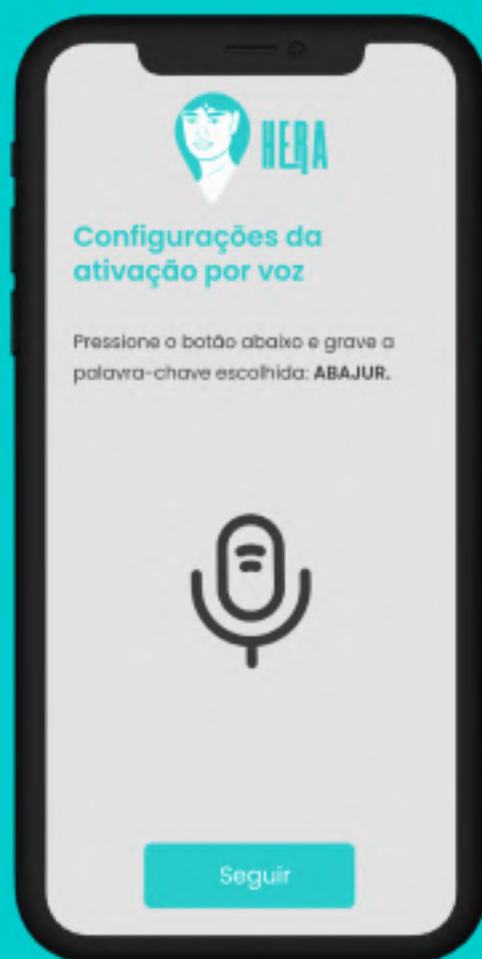 HERA
Configurações da
ativação por voz
Pressione o botão abaixo e grave a
palavra-chave escolhida: ABAJUR.
Seguir